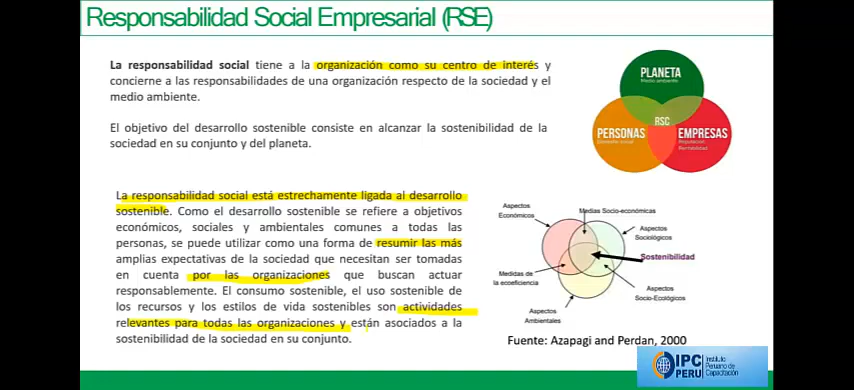 Responsabilidad Social Empresarial (RSE)
La responsabilidad social tiene a la organización como su centro de interés y
concierne a las responsabilidades de una organización respecto de la sociedad y el
medio ambiente.
El objetivo del desarrollo sostenible consiste en alcanzar la sostenibilidad de la
sociedad en su conjunto y del planeta.
PLANETA
Medio ambiente
RSC
PERSONAS
Desarrollo social
EMPRESAS
Reputación
Rentabilidad
La responsabilidad social está estrechamente ligada al desarrollo
sostenible. Como el desarrollo sostenible se refiere a objetivos
económicos, sociales y ambientales comunes a todas las
personas, se puede utilizar como una forma de resumir las más
amplias expectativas de la sociedad que necesitan ser tomadas
en cuenta por las organizaciones que buscan actuar
responsablemente. El consumo sostenible, el uso sostenible de
los recursos y los estilos de vida sostenibles son actividades
relevantes para todas las organizaciones y están asociados a la
sostenibilidad de la sociedad en su conjunto.
Aspectos
Económicos
Medias Socio-económicas
Aspectos
Sociológicos
Sostenibilidad
Medidas de
la ecoeficiencia
Aspectos
Socio-Ecológicos
Aspectos
Ambientales
Fuente: Azapagi and Perdan, 2000
IPC
PERU
Instituto
Peruano de
Capacitación